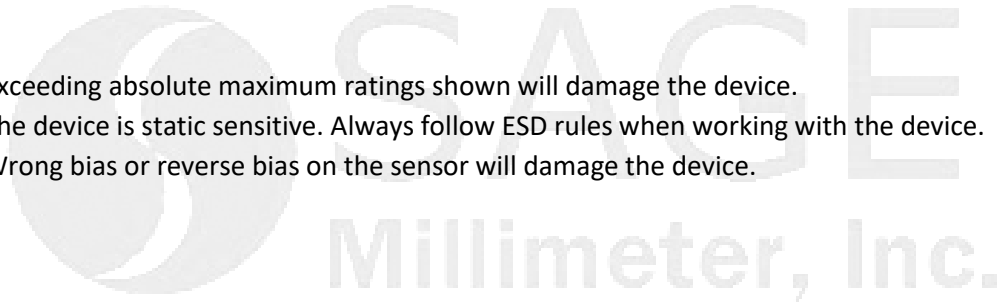 SAGE
xceeding absolute maximum ratings shown will damage the device.
he device is static sensitive. Always follow ESD rules when working with the device.
rong bias or reverse bias on the sensor will damage the device.
Millimeter, Inc.